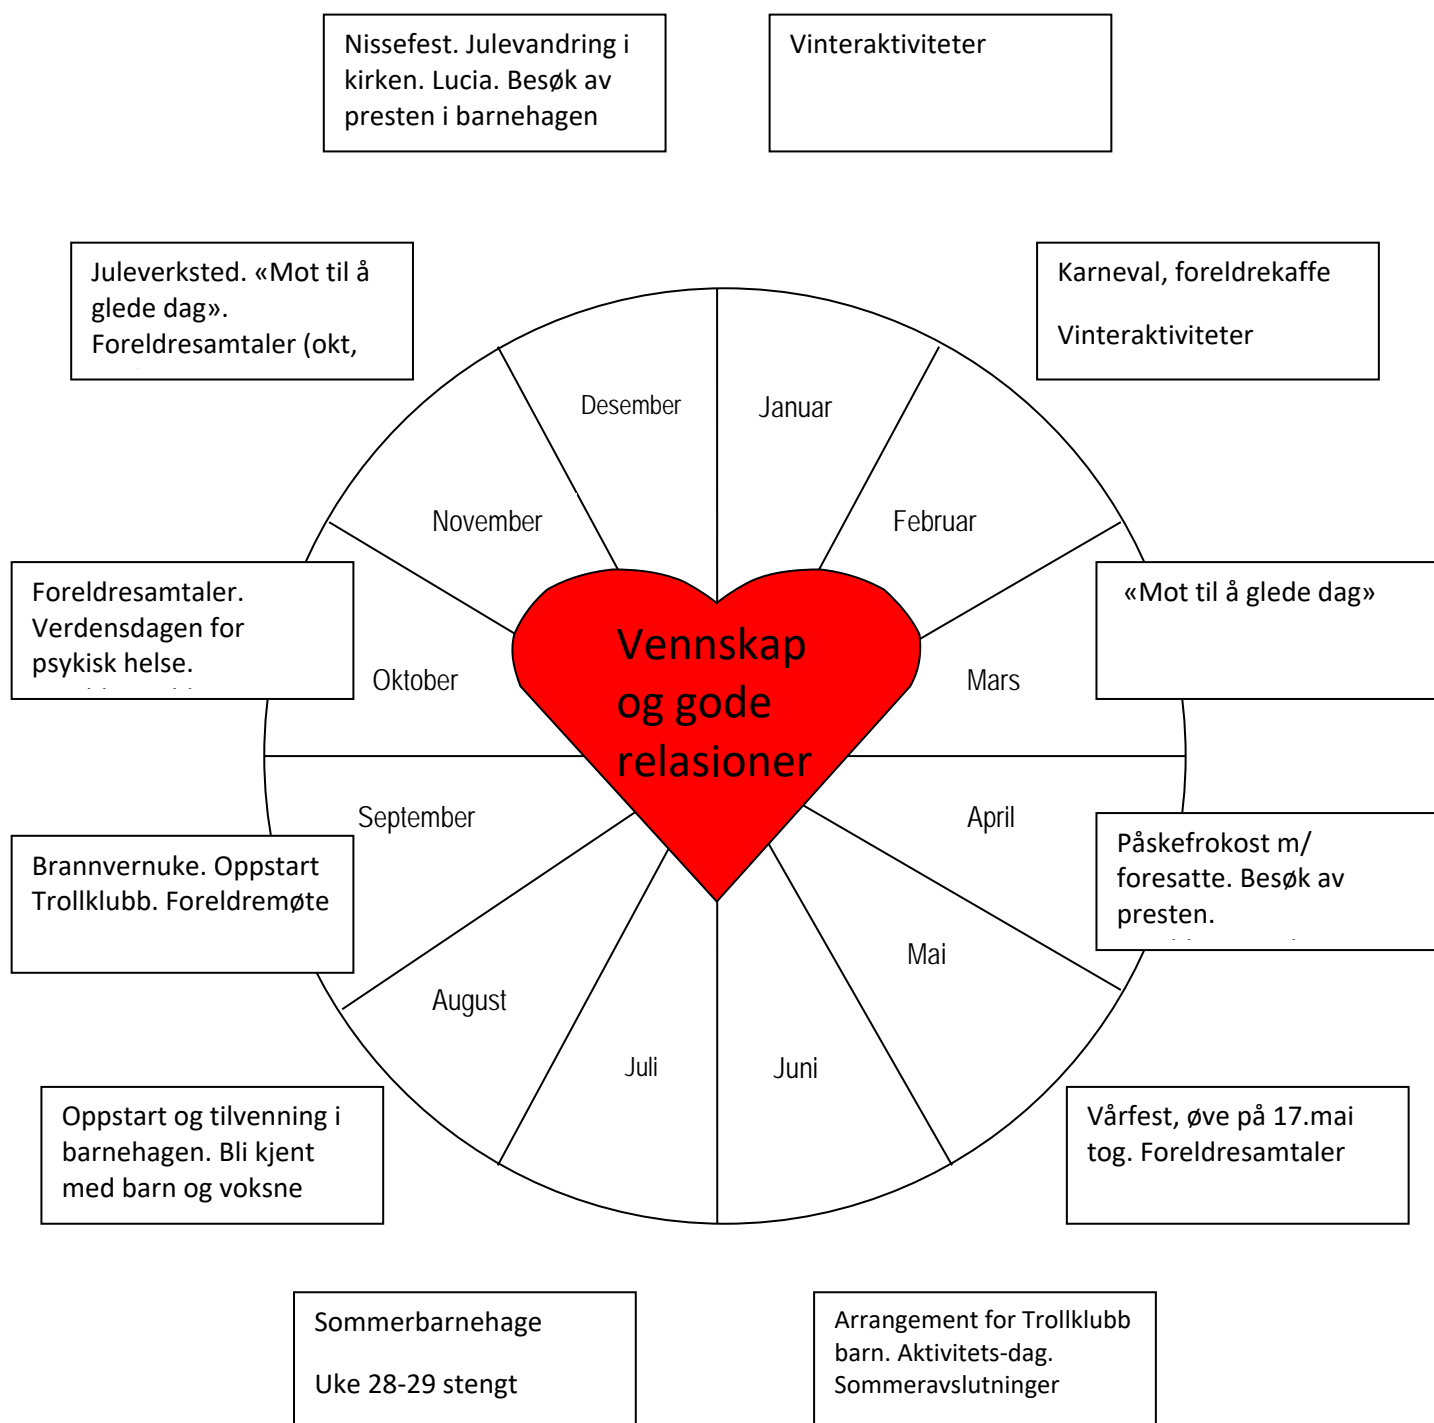 Nissefest. Julevandring i
kirken. Lucia. Besøk av
presten i barnehagen
Vinteraktiviteter
Juleverksted. «Mot til å
glede dag».
Foreldresamtaler (okt,
Karneval, foreldrekaffe
Vinteraktiviteter
Desember
Januar
November
Februar
Foreldresamtaler.
Verdensdagen for
psykisk helse.
«Mot til å glede dag»
Oktober
Mars
Vennskap
og gode
relasioner
September
April
Brannvernuke. Oppstart
Trollklubb. Foreldremøte
Påskefrokost m/
foresatte. Besøk av
presten.
August
Mai
Juli
Juni
Oppstart og tilvenning i
barnehagen. Bli kjent
med barn og voksne
Vårfest, øve på 17.mai
tog. Foreldresamtaler
Sommerbarnehage
Uke 28-29 stengt
Arrangement for Trollklubb
barn. Aktivitets-dag.
Sommeravslutninger